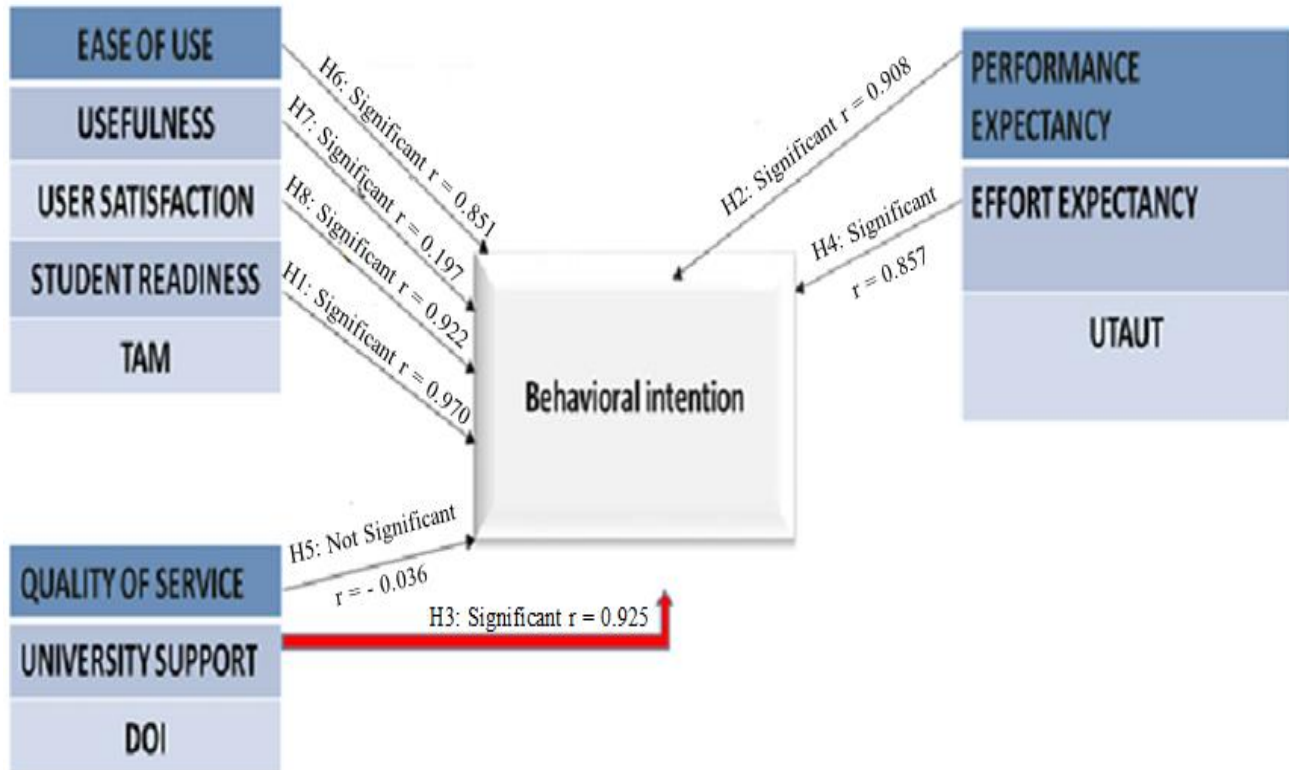 EASE OF USE
USEFULNESS
USER SATISFACTION
STUDENT READINESS
TAM
H6: Significant r = 0.851
H7: Significant r = 0.197
H8: Significant r = 0.922
H1: Significant r = 0.970
Behavioral intention
H2: Significant r = 0.908
H4: Significant
r = 0.857
PERFORMANCE
EXPECTANCY
EFFORT EXPECTANCY
UTAUT
QUALITY OF SERVICE
UNIVERSITY SUPPORT
DOI
H5: Not Significant
r = - 0.036
H3: Significant r = 0.925